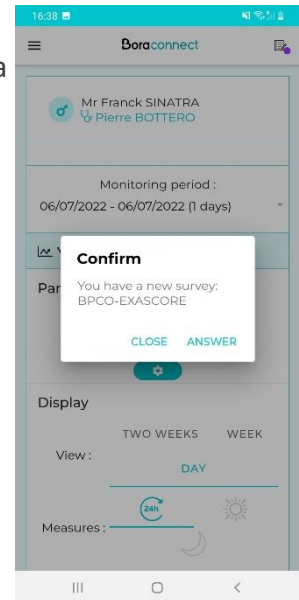 16:38
a
Boraconnect
Mr Franck SINATRA
Pierre BOTTERO
Monitoring period :
06/07/2022 - 06/07/2022 (1 days)
Confirm
You have a new survey:
BPCO-EXASCORE
CLOSE ANSWER
Par
Display
TWO WEEKS WEEK
View :
DAY
24h
Measures :